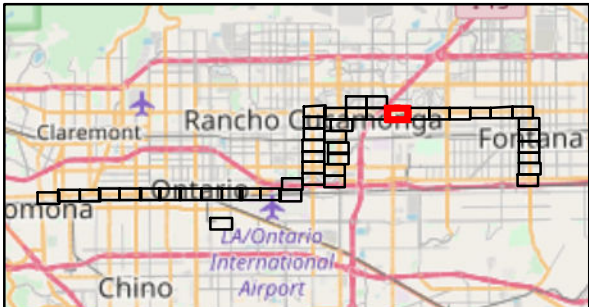 Claremont
Rancho Cucamonga
Fontana
Ontario
omona
LA/Ontario
International
Airport
Chino